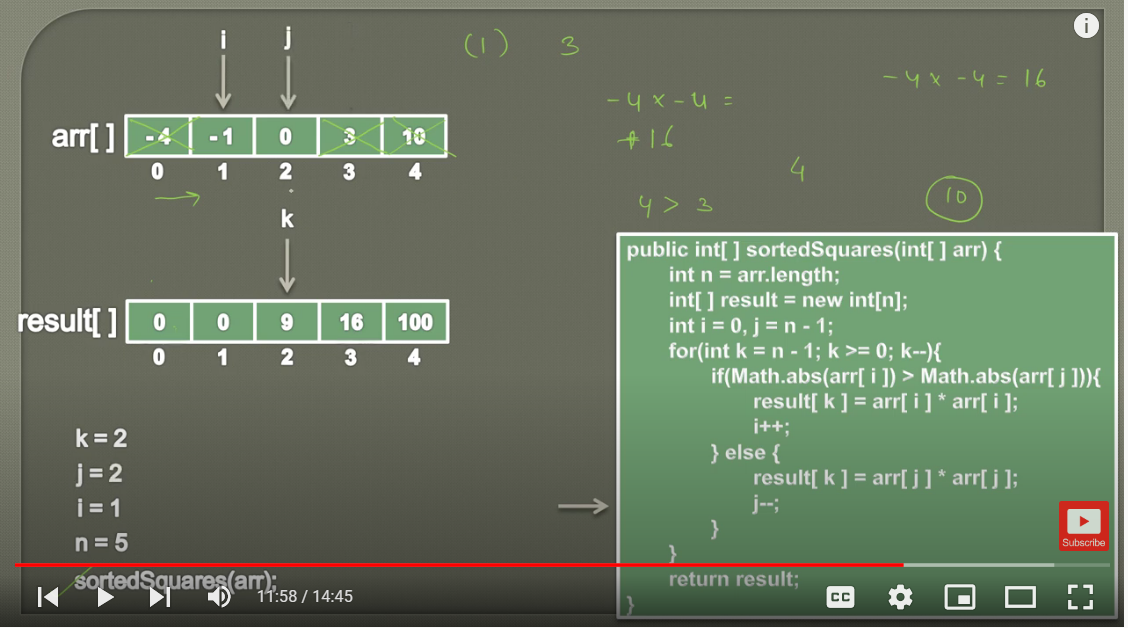 i j
(1) 3
-4 x -4 = 16
-4 x -4 =
+16
arr[ ] -4 -1 0 3 10
0 1 2 3 4
4
10
4 > 3
k
result[ ] 0 0 9 16 100
0 1 2 3 4
k = 2
j = 2
i = 1
n = 5
sortedSquares(arr);
public int[ ] sortedSquares(int[ ] arr) {
int n = arr.length;
int[ ] result = new int[n];
int i = 0, j = n - 1;
for(int k = n - 1; k >= 0; k--){
if(Math.abs(arr[ i ]) > Math.abs(arr[ j ])){
result[ k ] = arr[ i ] * arr[ i ];
i++;
} else {
result[ k ] = arr[ j ] * arr[ j ];
j--;
}
}
return result;
}
Subscribe
11:58 / 14:45
CC